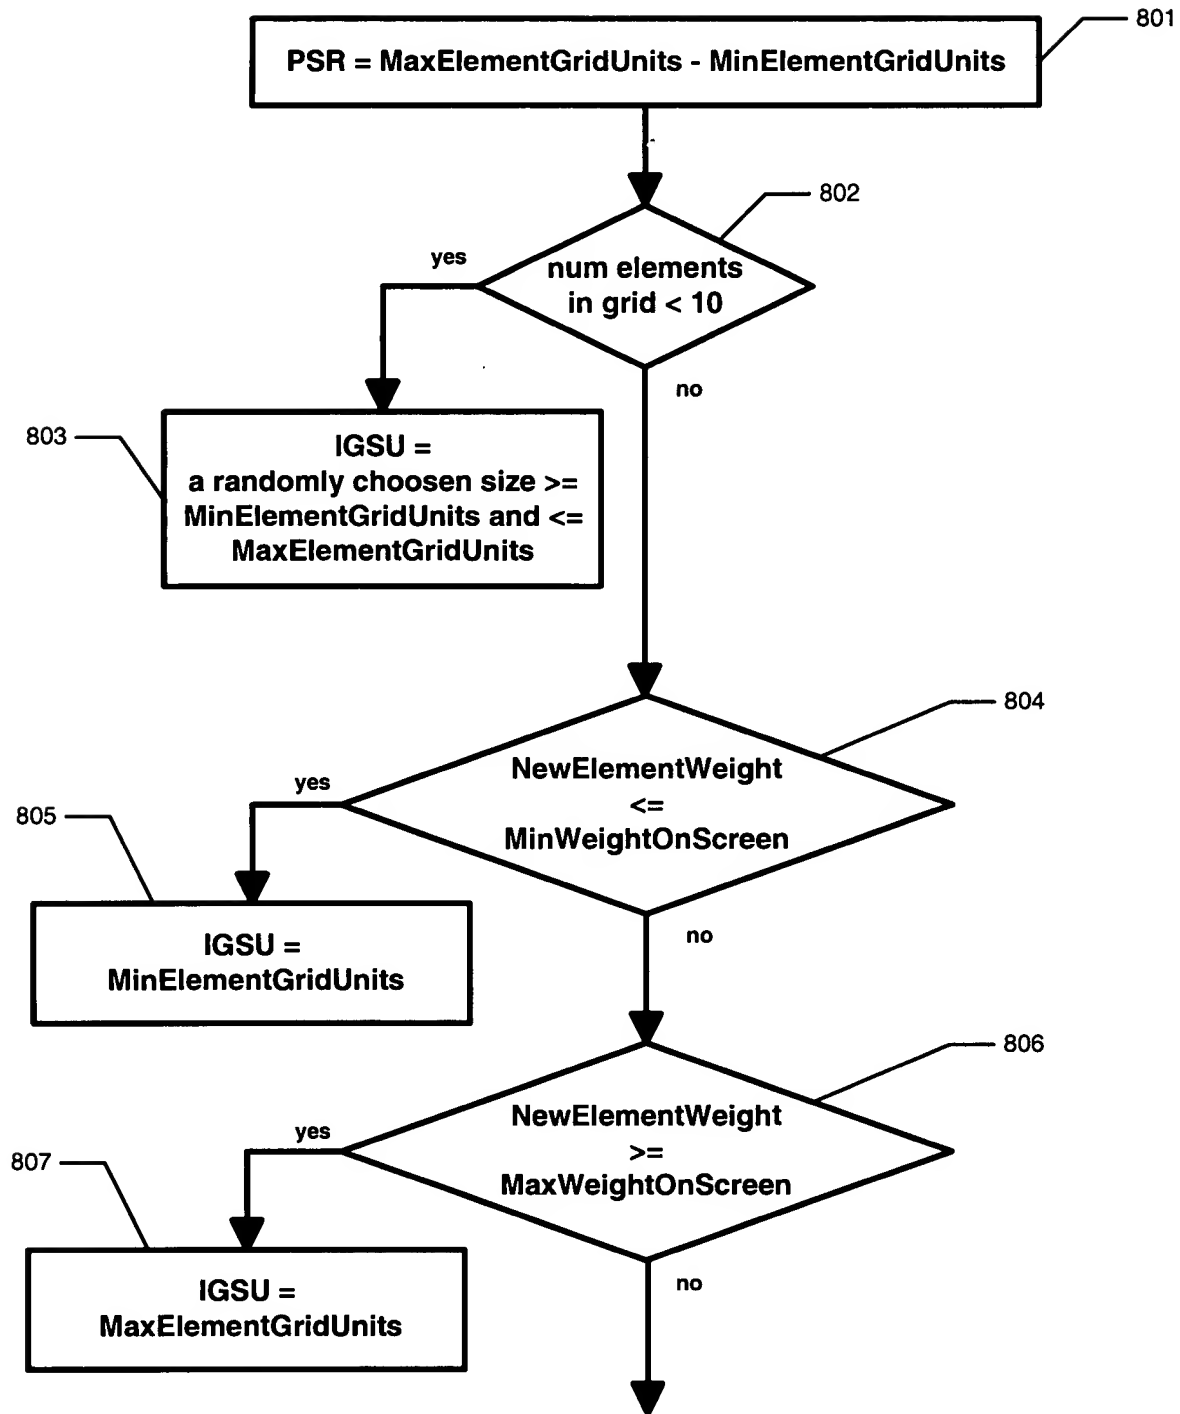 801
PSR = MaxElementGridUnits - MinElementGridUnits
802
yes
num elements
in grid < 10
no
803
IGSU =
a randomly choosen size >=
MinElementGridUnits and <=
MaxElementGridUnits
804
NewElementWeight
<=
MinWeightOnScreen
yes
805
no
IGSU =
MinElementGridUnits
806
NewElementWeight
>=
MaxWeightOnScreen
yes
807
no
IGSU =
MaxElementGridUnits